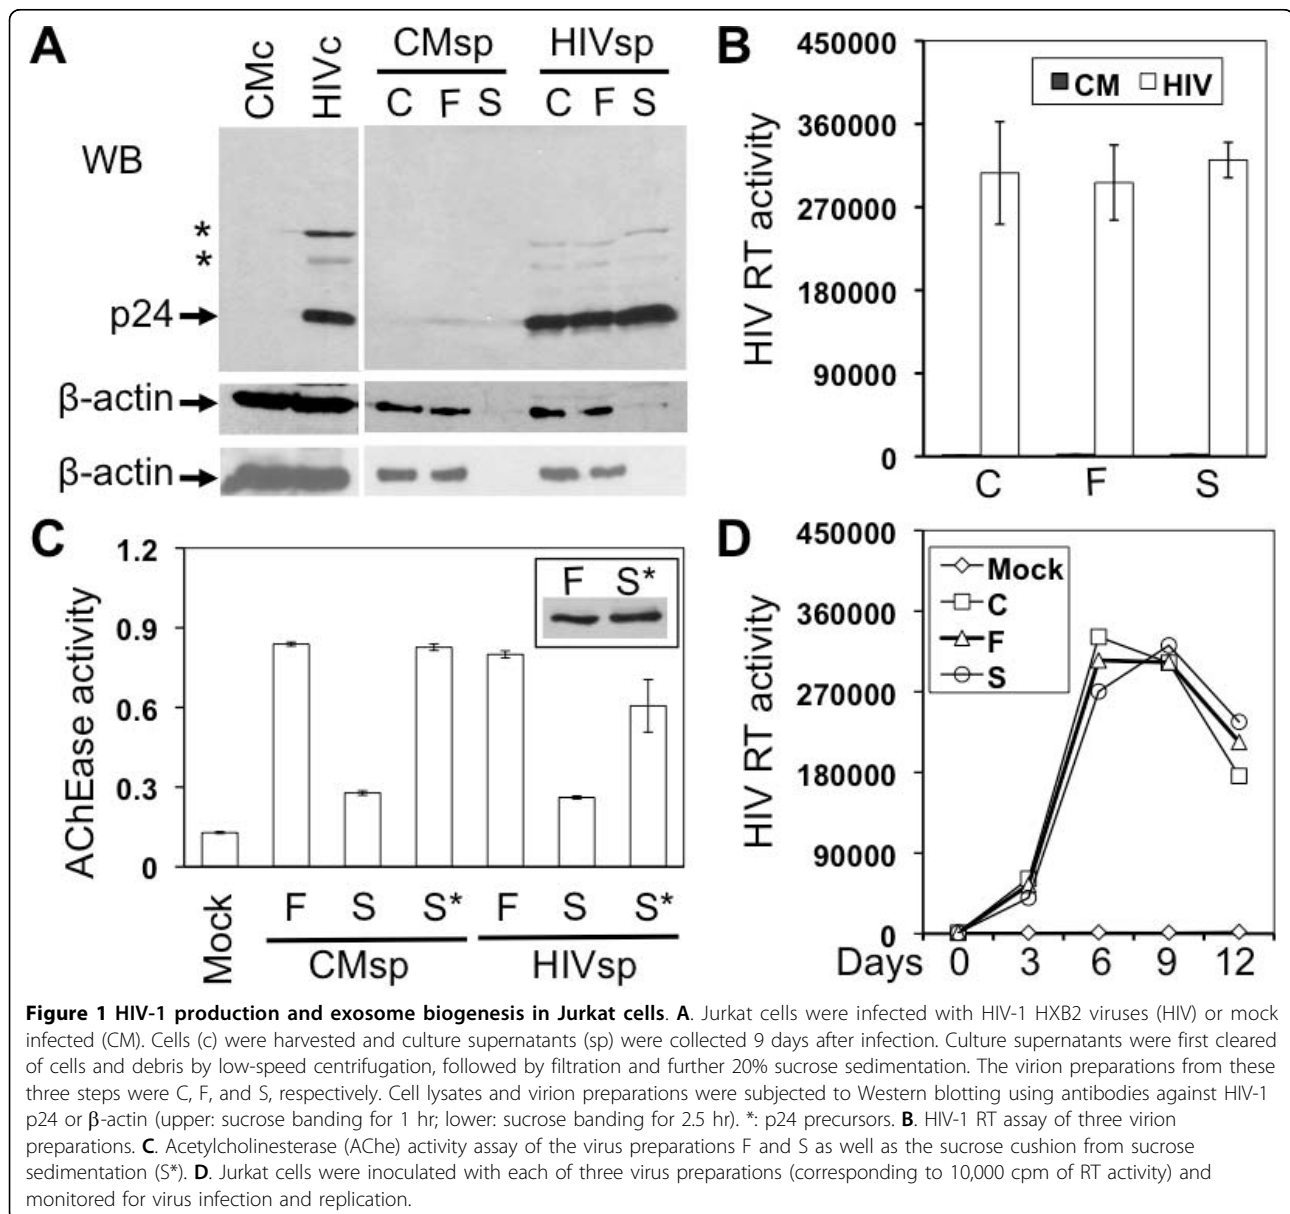 A
CMc
HIVc
CMsp
HIVsp
C F S
C F S
WB
*
*
p24
β-actin
β-actin
B
450000
360000
270000
180000
90000
0
HIV RT activity
CM HIV
C F S
C
1.2
0.9
0.6
0.3
0
AChEase activity
F S*
Mock
F S S* F S S*
CMsp HIVsp
D
450000
360000
270000
180000
90000
0
HIV RT activity
Mock
C
F
S
Days 0 3 6 9 12
Figure 1 HIV-1 production and exosome biogenesis in Jurkat cells. A. Jurkat cells were infected with HIV-1 HXB2 viruses (HIV) or mock
infected (CM). Cells (c) were harvested and culture supernatants (sp) were collected 9 days after infection. Culture supernatants were first cleared
of cells and debris by low-speed centrifugation, followed by filtration and further 20% sucrose sedimentation. The virion preparations from these
three steps were C, F, and S, respectively. Cell lysates and virion preparations were subjected to Western blotting using antibodies against HIV-1
p24 or β-actin (upper: sucrose banding for 1 hr; lower: sucrose banding for 2.5 hr). *: p24 precursors. B. HIV-1 RT assay of three virion
preparations. C. Acetylcholinesterase (AChe) activity assay of the virus preparations F and S as well as the sucrose cushion from sucrose
sedimentation (S*). D. Jurkat cells were inoculated with each of three virus preparations (corresponding to 10,000 cpm of RT activity) and
monitored for virus infection and replication.